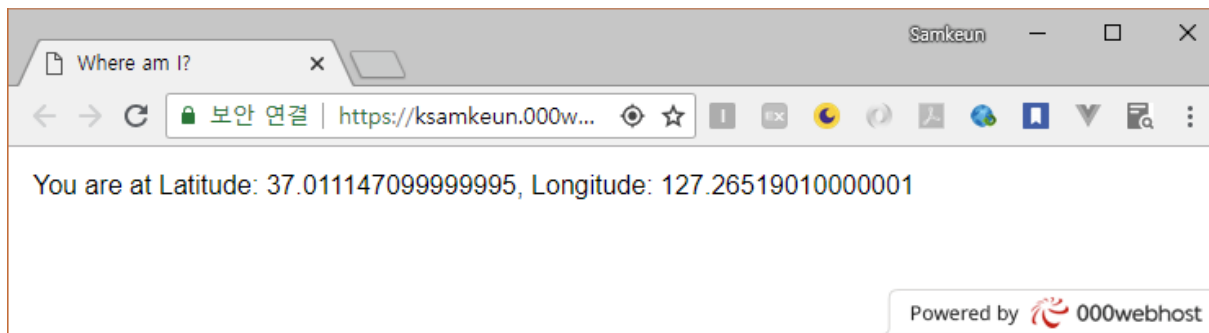 Samkeun
Where am I?
보안 연결 | https://ksamkeun.000w...
You are at Latitude: 37.011147099999995, Longitude: 127.26519010000001
Powered by 000webhost